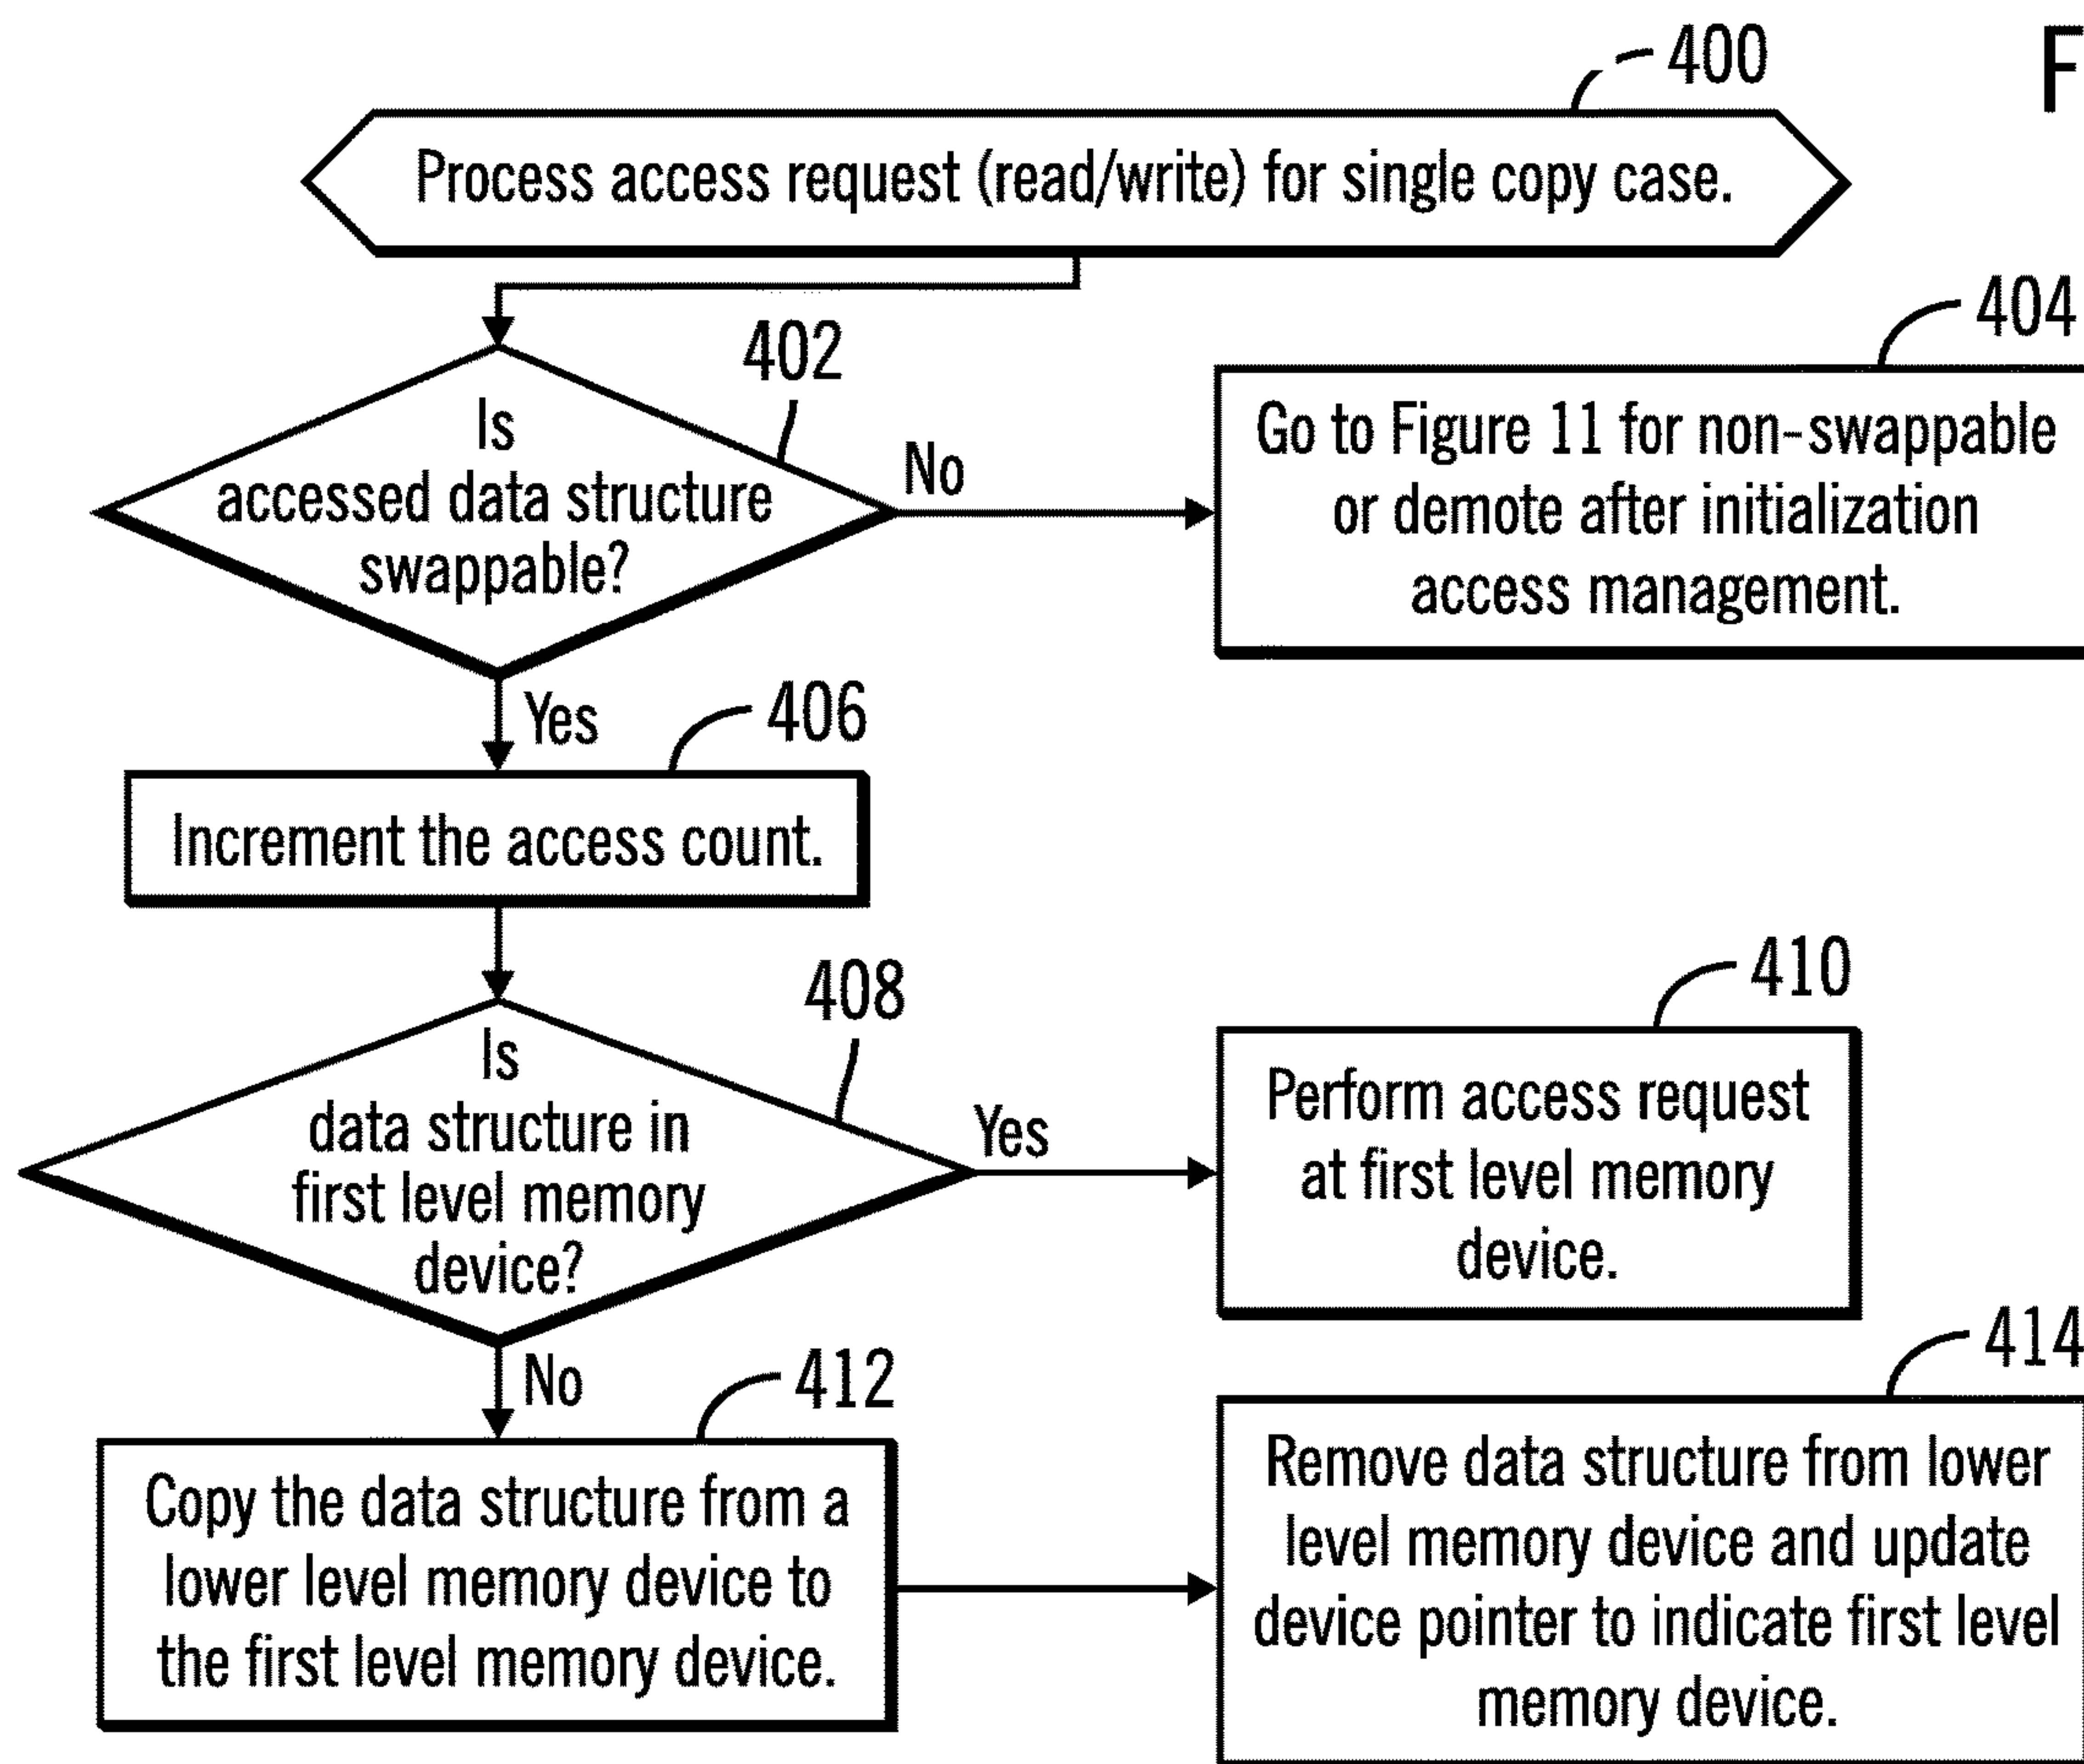 400
F
Process access request (read/write) for single copy case.
402
Is
accessed data structure
swappable?
No
404
Go to Figure 11 for non-swappable
or demote after initialization
access management.
Yes
406
Increment the access count.
408
Is
data structure in
first level memory
device?
Yes
410
Perform access request
at first level memory
device.
No
412
Copy the data structure from a
lower level memory device to
the first level memory device.
414
Remove data structure from lower
level memory device and update
device pointer to indicate first level
memory device.